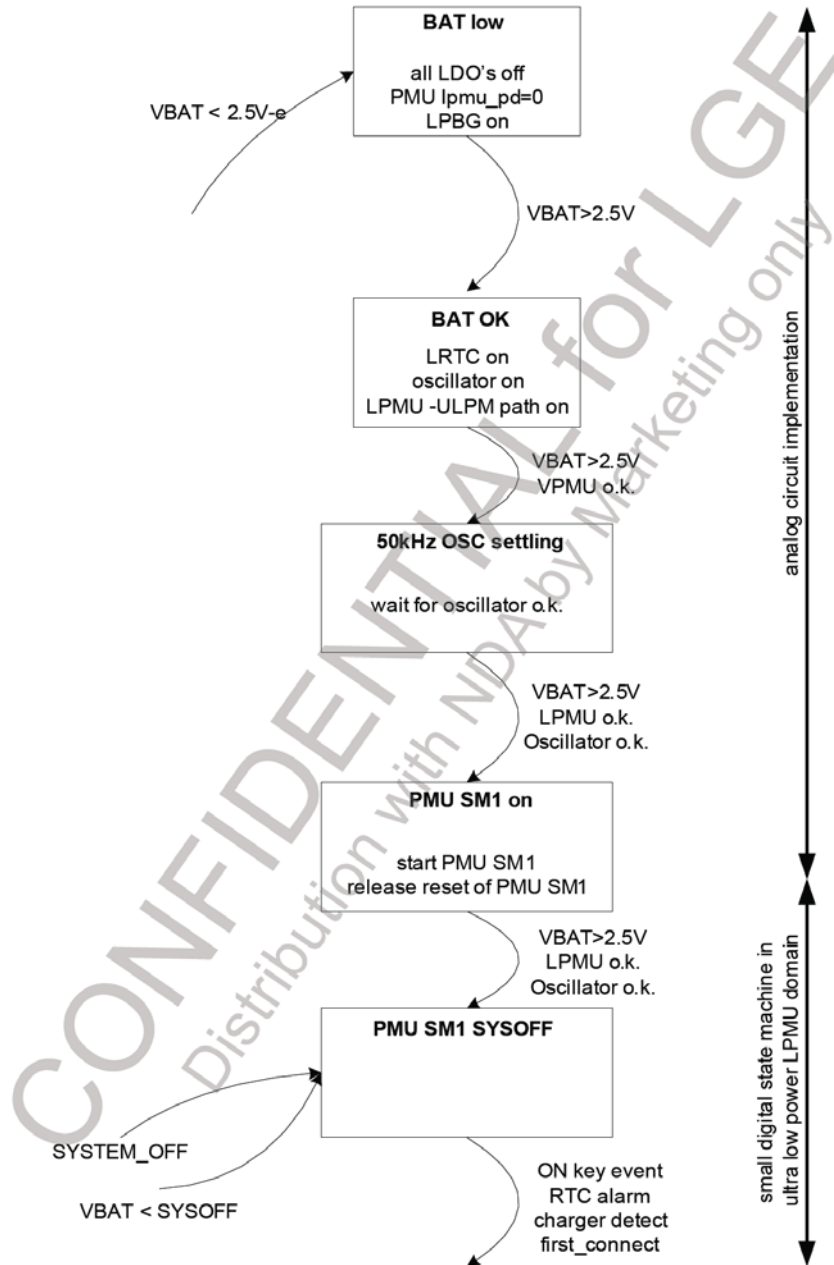 BAT low
all LDO's off
PMU lpmu_pd=0
LPBG on
VBAT < 2.5V-e
VBAT>2.5V
BAT OK
LRTC on
oscillator on
LPMU -ULPM path on
VBAT>2.5V
VPMU o.k.
50kHz OSC settling
wait for oscillator o.k.
VBAT>2.5V
LPMU o.k.
Oscillator o.k.
PMU SM1 on
start PMU SM1
release reset of PMU SM1
VBAT>2.5V
LPMU o.k.
Oscillator o.k.
PMU SM1 SYSOFF
SYSTEM_OFF
VBAT < SYSOFF
ON key event
RTC alarm
charger detect
first_connect
analog circuit implementation
small digital state machine in
ultra low power LPMU domain
CONFIDENTIAL for LGE
Distribution with NDA by Marketing only